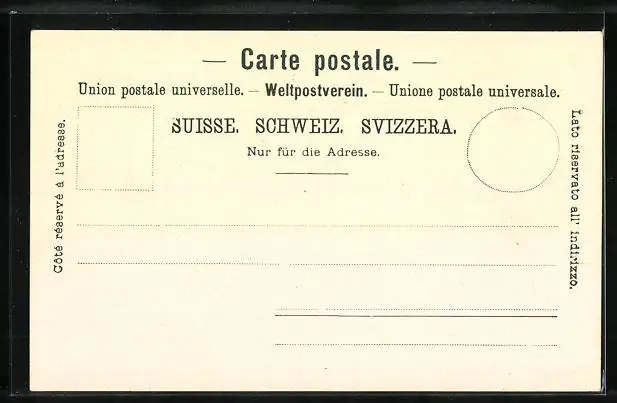 — Carte postale. —
Union postale universelle. — Weltpostverein. — Unione postale universale.
SUISSE. SCHWEIZ. SVIZZERA.
Nur für die Adresse.
Côté réservé à l'adresse.
Lato riservato all' indirizzo.